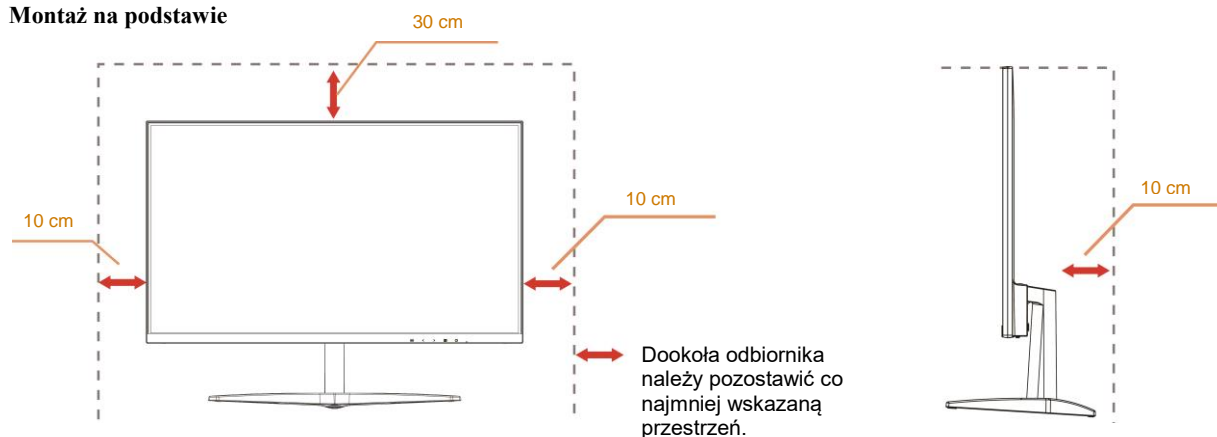 Montaż na podstawie
30 cm
10 cm
10 cm
10 cm
Dookoła odbiornika
należy pozostawić co
najmniej wskazaną
przestrzeń.